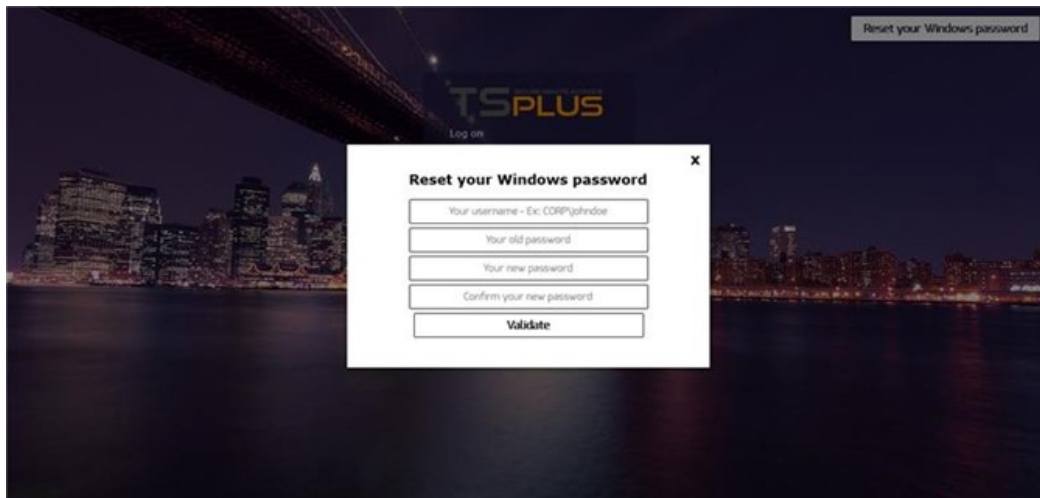 Reset your Windows password
TSPLUS
Log on
x
Reset your Windows password
Your username - Ex: CORP\johndoe
Your old password
Your new password
Confirm your new password
Validate